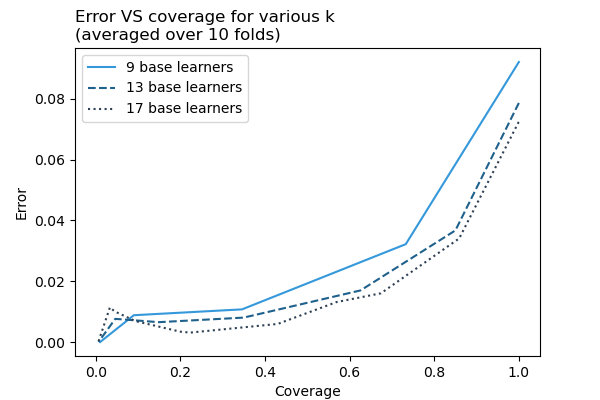 Error VS coverage for various k
(averaged over 10 folds)
9 base learners
13 base learners
17 base learners
0.08
0.06
0.04
0.02
0.00
Error
0.0 0.2 0.4 0.6 0.8 1.0
Coverage